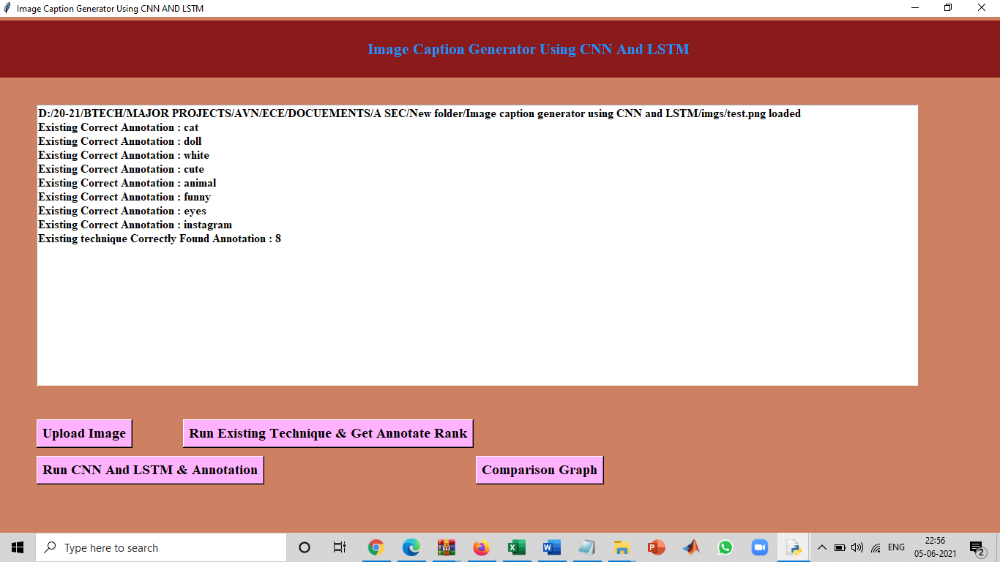 Image Caption Generator Using CNN AND LSTM
Image Caption Generator Using CNN And LSTM
D:/20-21/BTECH/MAJOR PROJECTS/AVN/ECE/DOCUEMENTS/A SEC/New folder/Image caption generator using CNN and LSTM/imgs/test.png loaded
Existing Correct Annotation : cat
Existing Correct Annotation : doll
Existing Correct Annotation : white
Existing Correct Annotation : cute
Existing Correct Annotation : animal
Existing Correct Annotation : funny
Existing Correct Annotation : eyes
Existing Correct Annotation : instagram
Existing technique Correctly Found Annotation : 8
Upload Image Run Existing Technique & Get Annotate Rank
Run CNN And LSTM & Annotation Comparison Graph
Type here to search ENG 22:56
05-06-2021 2